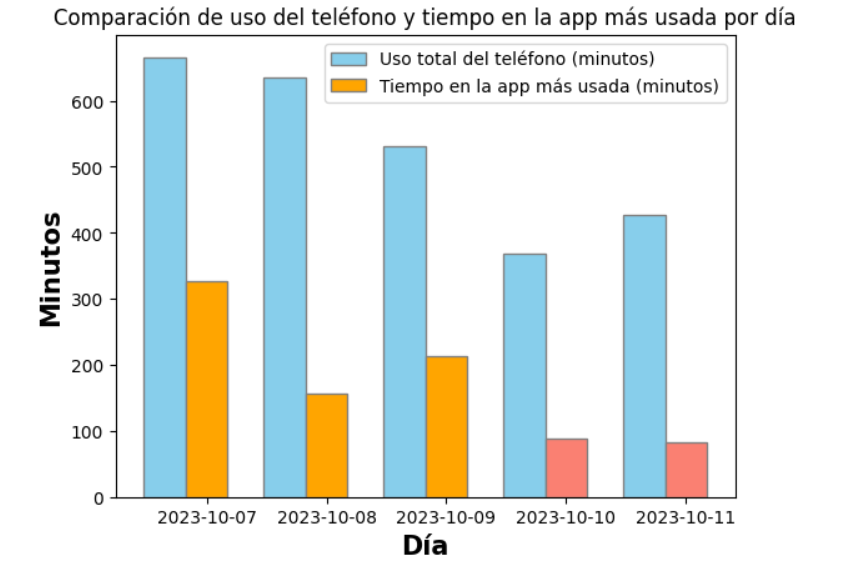 Comparación de uso del teléfono y tiempo en la app más usada por día
Uso total del teléfono (minutos)
Tiempo en la app más usada (minutos)
Minutos
600
500
400
300
200
100
0
2023-10-07 2023-10-08 2023-10-09 2023-10-10 2023-10-11
Día